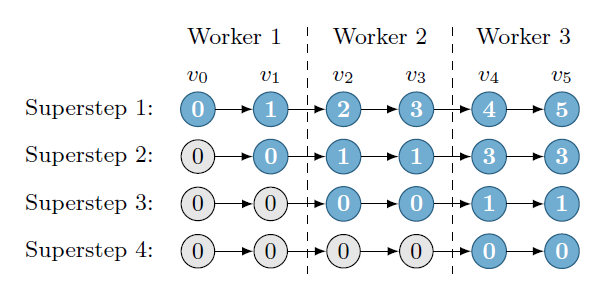 Worker 1 Worker 2 Worker 3
v₀ v₁ v₂ v₃ v₄ v₅
Superstep 1: 0 1 2 3 4 5
Superstep 2: 0 0 1 1 3 3
Superstep 3: 0 0 0 0 1 1
Superstep 4: 0 0 0 0 0 0